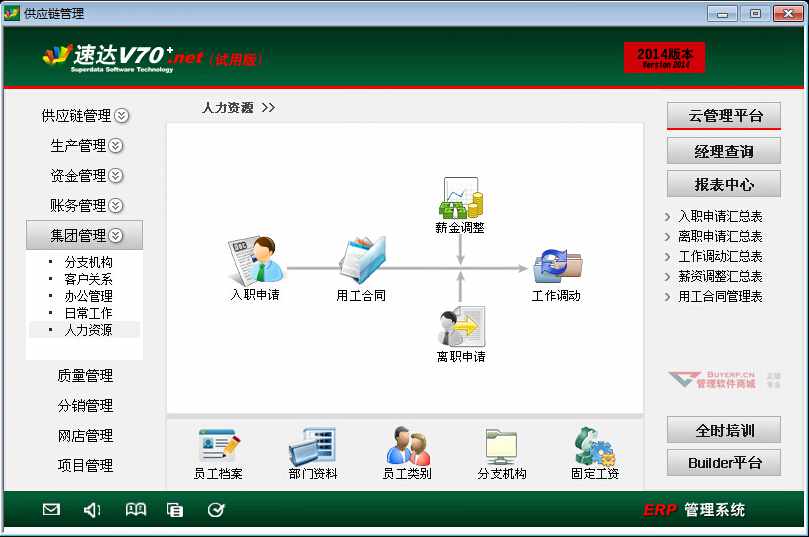 供应链管理
速达V70+.net (试用版)
Superdata Software Technology
2014版本
Version 2014
供应链管理
生产管理
资金管理
账务管理
集团管理
分支机构
客户关系
办公管理
日常工作
人力资源
质量管理
分销管理
网店管理
项目管理
人力资源 >>
薪金调整
入职申请
用工合同
工作调动
离职申请
员工档案
部门资料
员工类别
分支机构
固定工资
云管理平台
经理查询
报表中心
入职申请汇总表
离职申请汇总表
工作调动汇总表
薪资调整汇总表
用工合同管理表
BUYERP.CN
管理软件商城
全时培训
Builder平台
ERP 管理系统